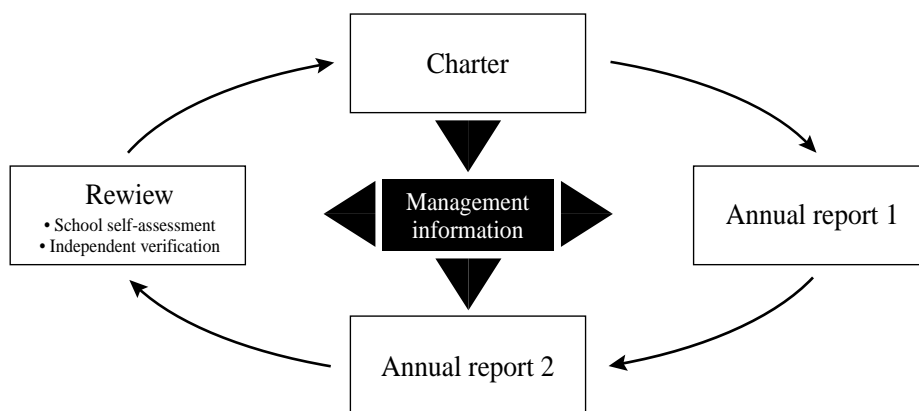 Charter
Rewiew
• School self-assessment
• Independent verification
Management
information
Annual report 1
Annual report 2